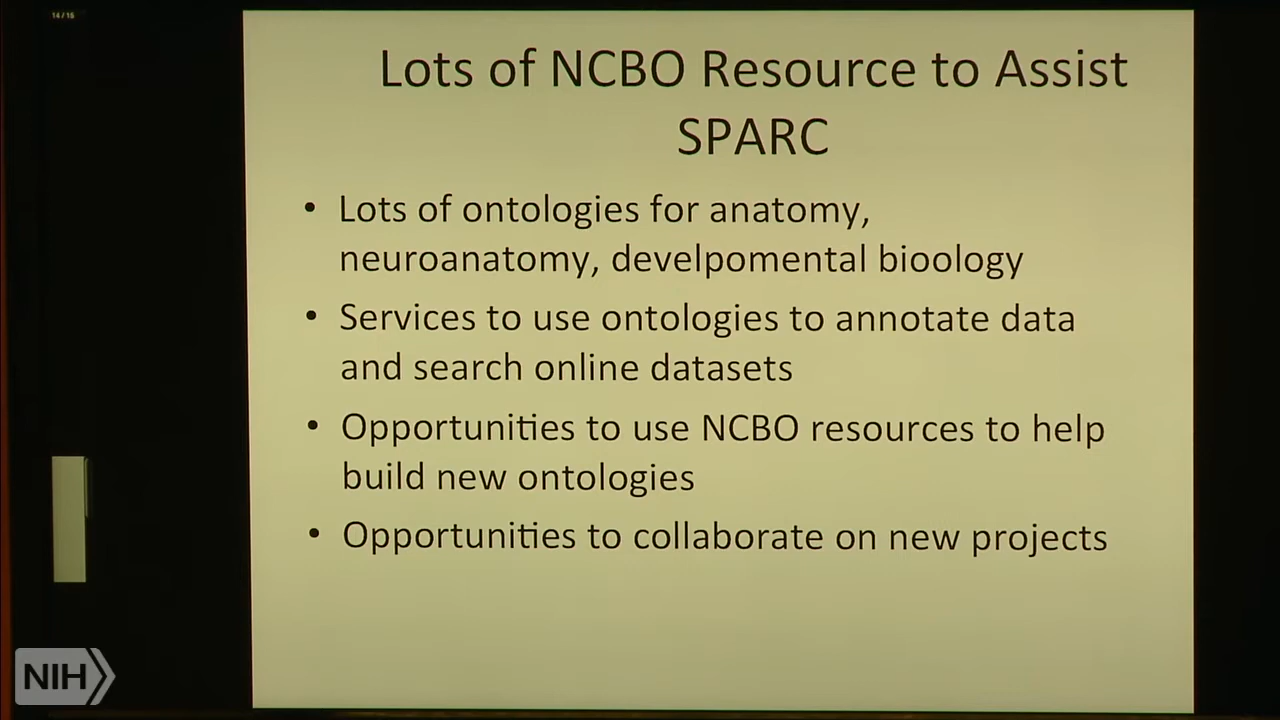 14/15
Lots of NCBO Resource to Assist
SPARC
• Lots of ontologies for anatomy,
neuroanatomy, develpomental bioology
• Services to use ontologies to annotate data
and search online datasets
• Opportunities to use NCBO resources to help
build new ontologies
• Opportunities to collaborate on new projects
NIH